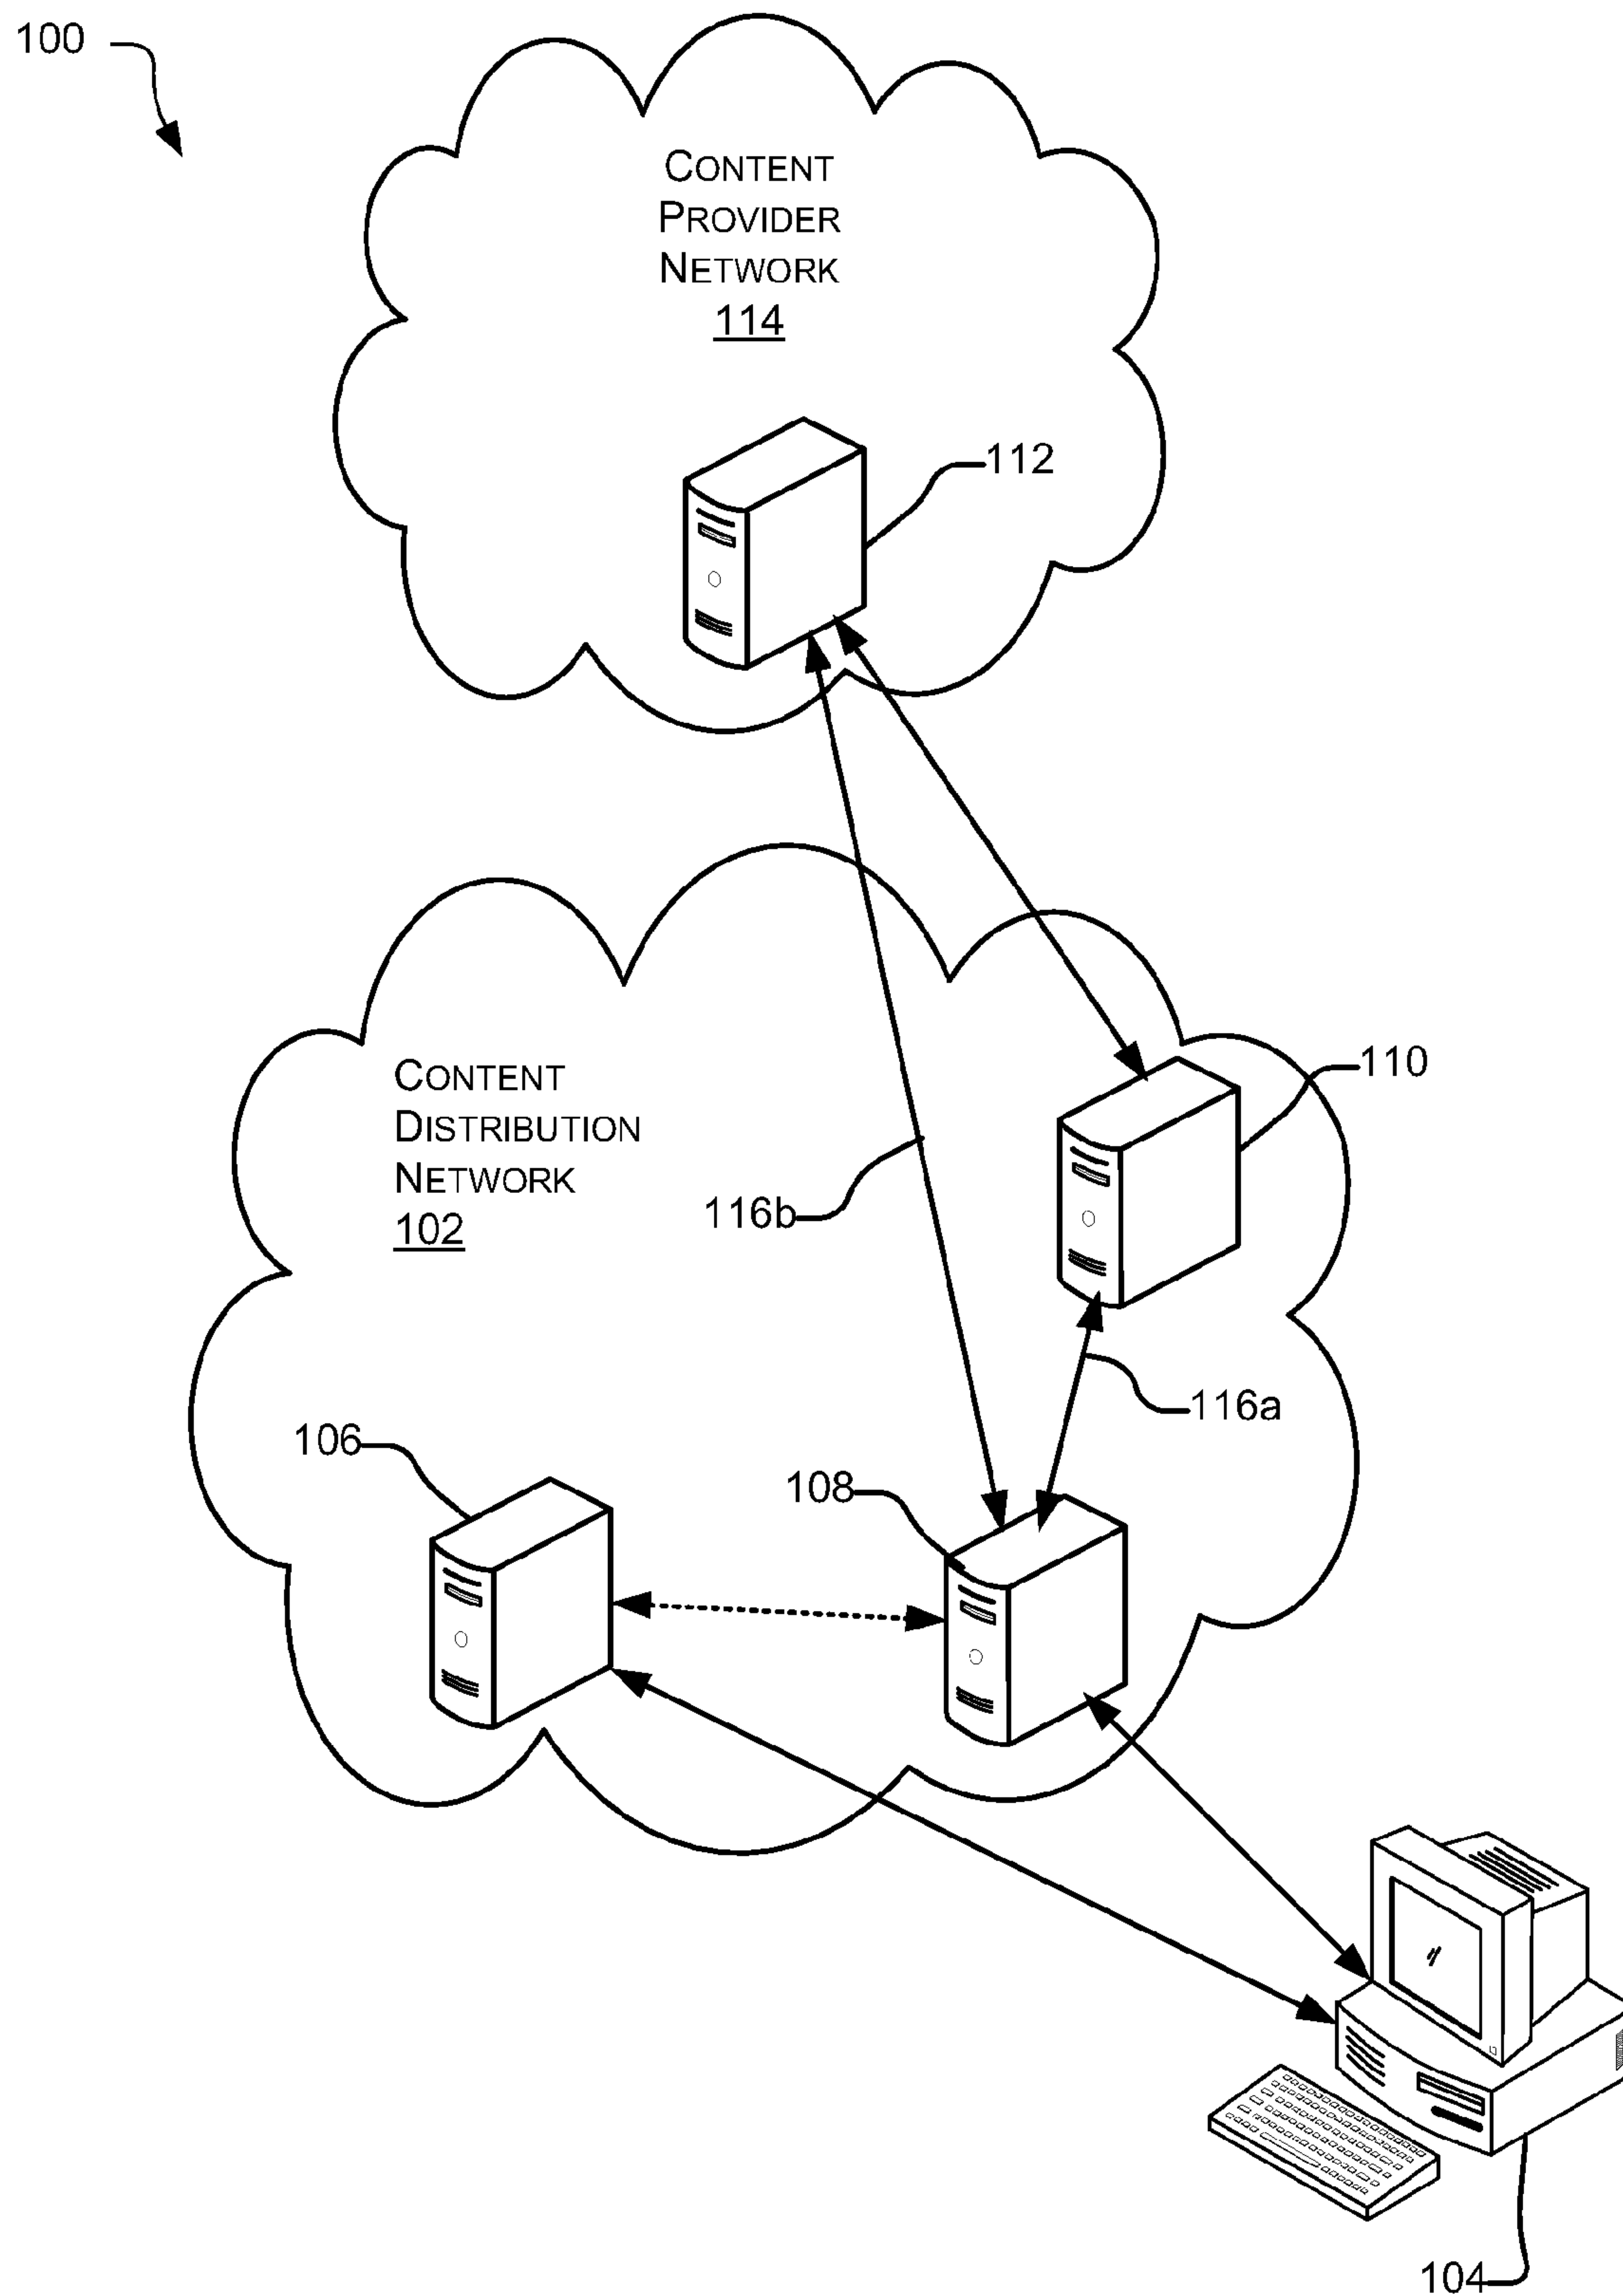 100
CONTENT
PROVIDER
NETWORK
114
112
CONTENT
DISTRIBUTION
NETWORK
102
110
116b
116a
106
108
104